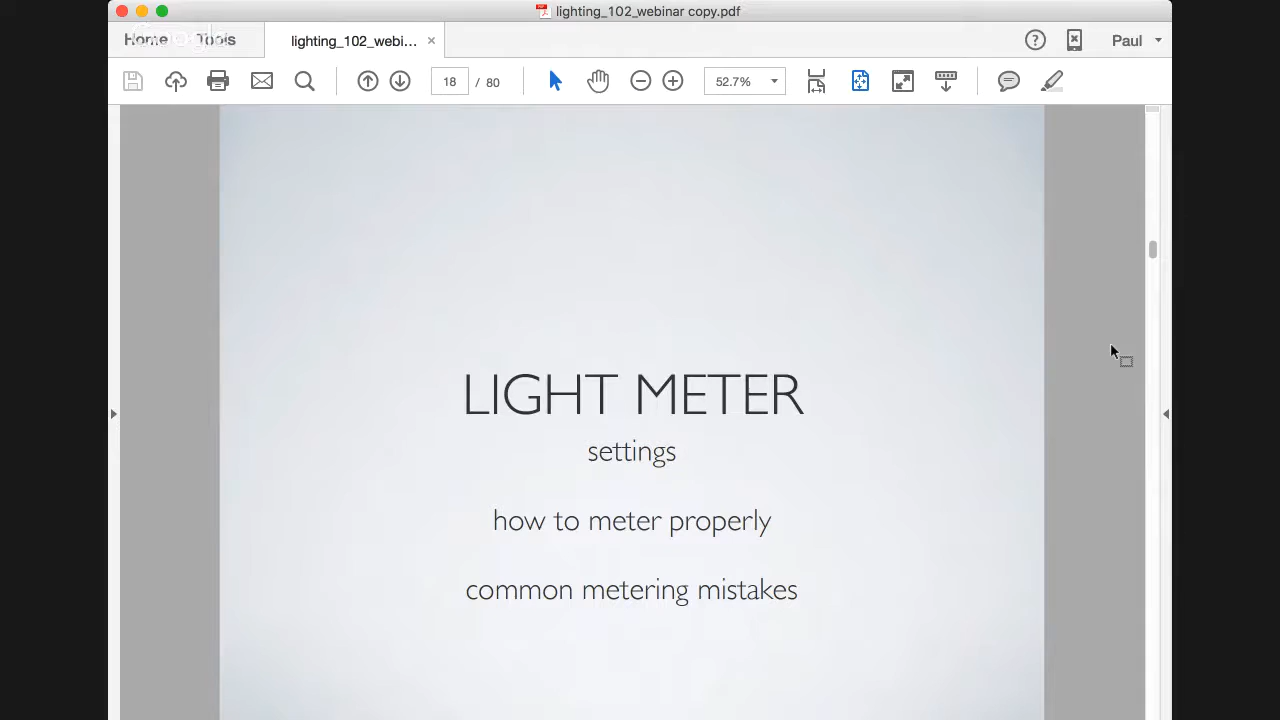 lighting_102_webinar copy.pdf
Home Tools lighting_102_webi... × Paul
18 / 80 52.7%
LIGHT METER
settings
how to meter properly
common metering mistakes